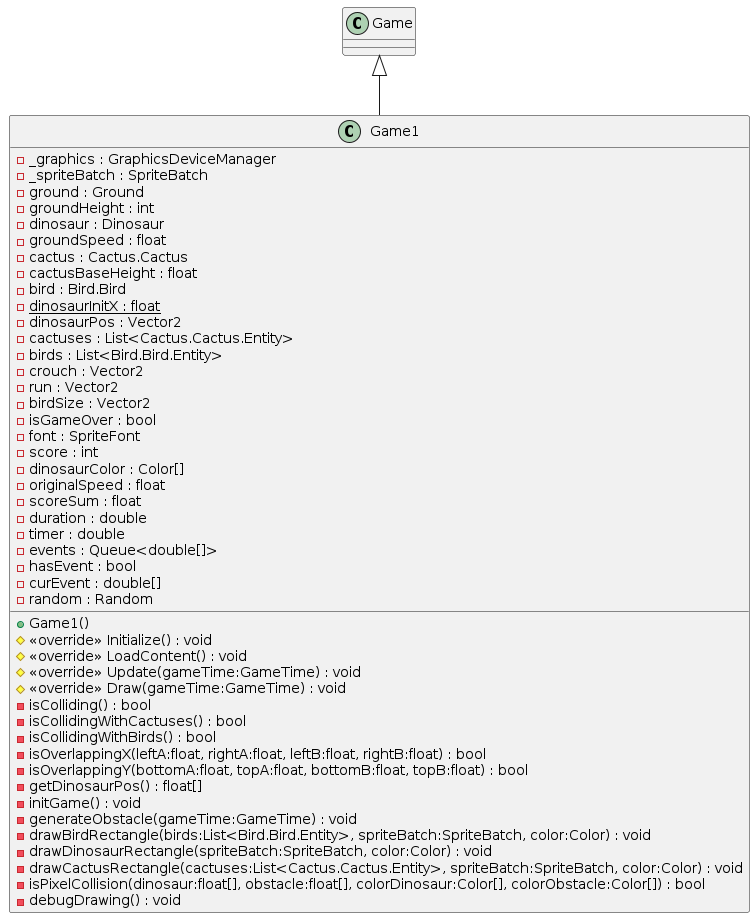 C Game
C Game1
_graphics : GraphicsDeviceManager
_spriteBatch : SpriteBatch
ground : Ground
groundHeight : int
dinosaur : Dinosaur
groundSpeed : float
cactus : Cactus.Cactus
cactusBaseHeight : float
bird : Bird.Bird
dinosaurInitX : float
dinosaurPos : Vector2
cactuses : List<Cactus.Cactus.Entity>
birds : List<Bird.Bird.Entity>
crouch : Vector2
run : Vector2
birdSize : Vector2
isGameOver : bool
font : SpriteFont
score : int
dinosaurColor : Color[]
originalSpeed : float
scoreSum : float
duration : double
timer : double
events : Queue<double[]>
hasEvent : bool
curEvent : double[]
random : Random
Game1()
«override» Initialize() : void
«override» LoadContent() : void
«override» Update(gameTime:GameTime) : void
«override» Draw(gameTime:GameTime) : void
isColliding() : bool
isCollidingWithCactuses() : bool
isCollidingWithBirds() : bool
isOverlappingX(leftA:float, rightA:float, leftB:float, rightB:float) : bool
isOverlappingY(bottomA:float, topA:float, bottomB:float, topB:float) : bool
getDinosaurPos() : float[]
initGame() : void
generateObstacle(gameTime:GameTime) : void
drawBirdRectangle(birds:List<Bird.Bird.Entity>, spriteBatch:SpriteBatch, color:Color) : void
drawDinosaurRectangle(spriteBatch:SpriteBatch, color:Color) : void
drawCactusRectangle(cactuses:List<Cactus.Cactus.Entity>, spriteBatch:SpriteBatch, color:Color) : void
isPixelCollision(dinosaur:float[], obstacle:float[], colorDinosaur:Color[], colorObstacle:Color[]) : bool
debugDrawing() : void